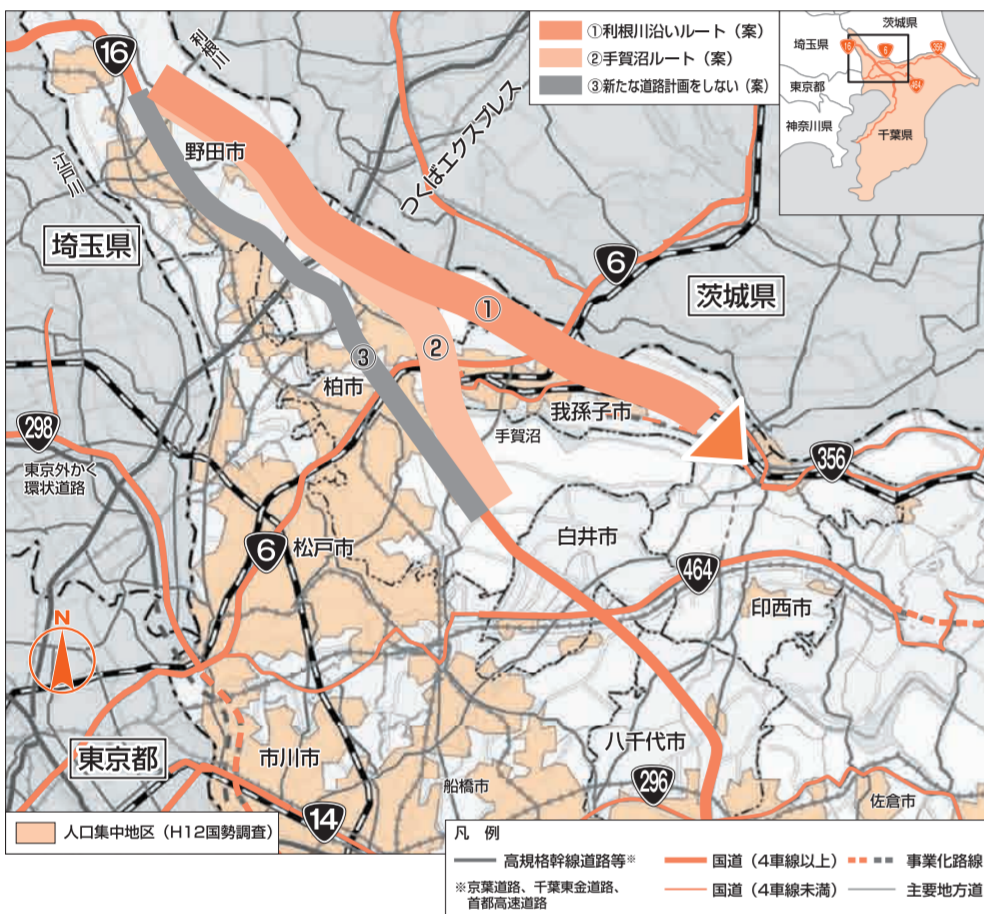 ①利根川沿いルート（案）
②手賀沼ルート（案）
③新たな道路計画をしない（案）
茨城県
埼玉県
東京都
神奈川県
千葉県
16
6
356
464
16
利根川
野田市
江戸川
つくばエクスプレス
埼玉県
6
茨城県
①
②
③
柏市
我孫子市
手賀沼
298
東京外かく
環状道路
356
白井市
6
松戸市
464
印西市
N
東京都
市川市
八千代市
船橋市
296
佐倉市
14
人口集中地区（H12国勢調査）
凡 例
高規格幹線道路等※
国道（4車線以上）
事業化路線
※京葉道路、千葉東金道路、
首都高速道路
国道（4車線未満）
主要地方道